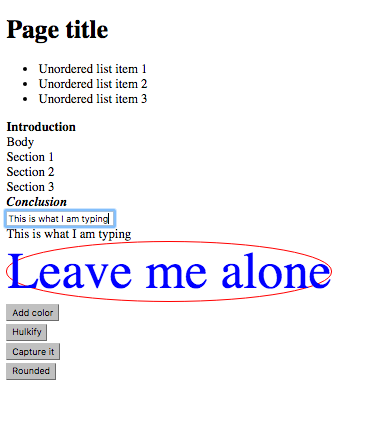 Page title
Unordered list item 1
Unordered list item 2
Unordered list item 3
Introduction
Body
Section 1
Section 2
Section 3
Conclusion
This is what I am typing
This is what I am typing
Leave me alone
Add color
Hulkify
Capture it
Rounded